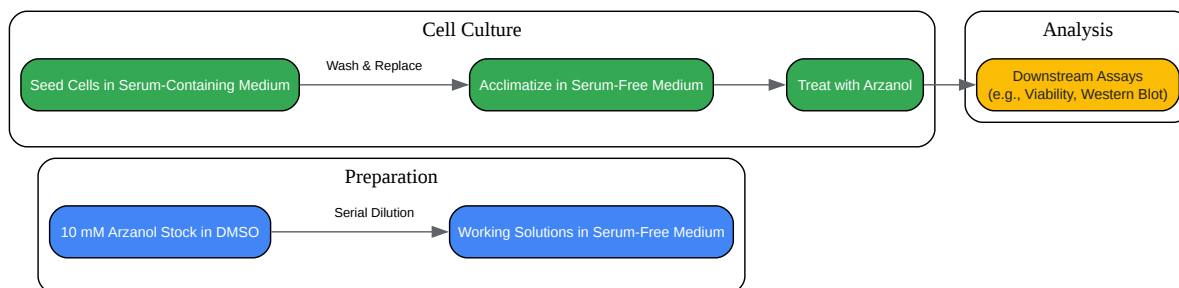 Cell Culture
Seed Cells in Serum-Containing Medium
Wash & Replace
Acclimatize in Serum-Free Medium
Treat with Arzanol
Analysis
Downstream Assays
(e.g., Viability, Western Blot)
Preparation
10 mM Arzanol Stock in DMSO
Serial Dilution
Working Solutions in Serum-Free Medium